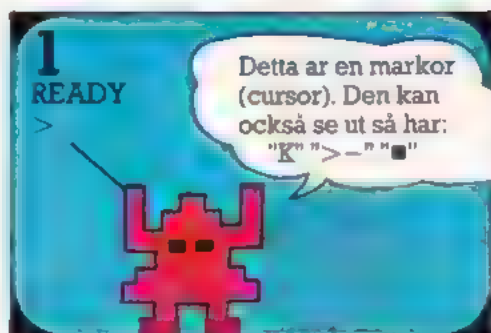 1
READY
>
Detta ar en markor
(cursor). Den kan
också se ut så har:
"K" ">–" "■"